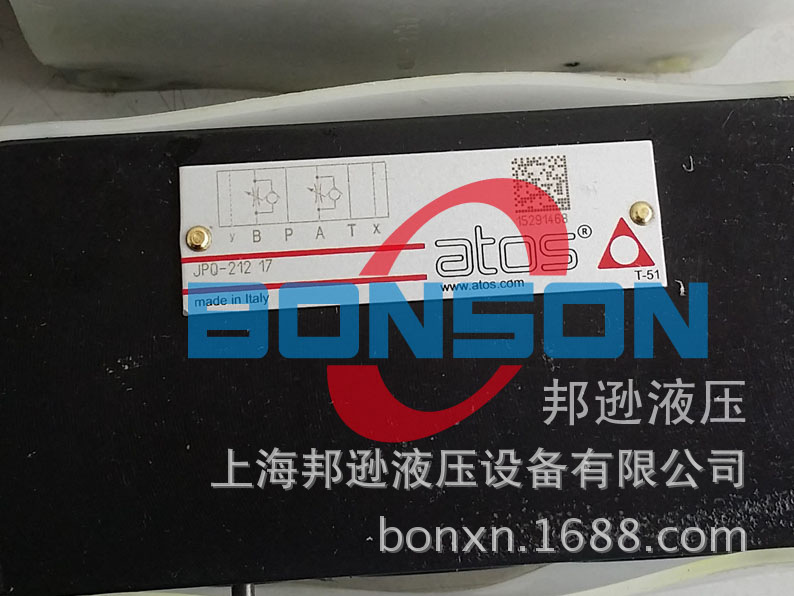 y B P A T X
15291468
JPQ-212 17
atos®
www.atos.com
made in Italy
T-51
BONSON
邦逊液压
上海邦逊液压设备有限公司
bonxn.1688.com